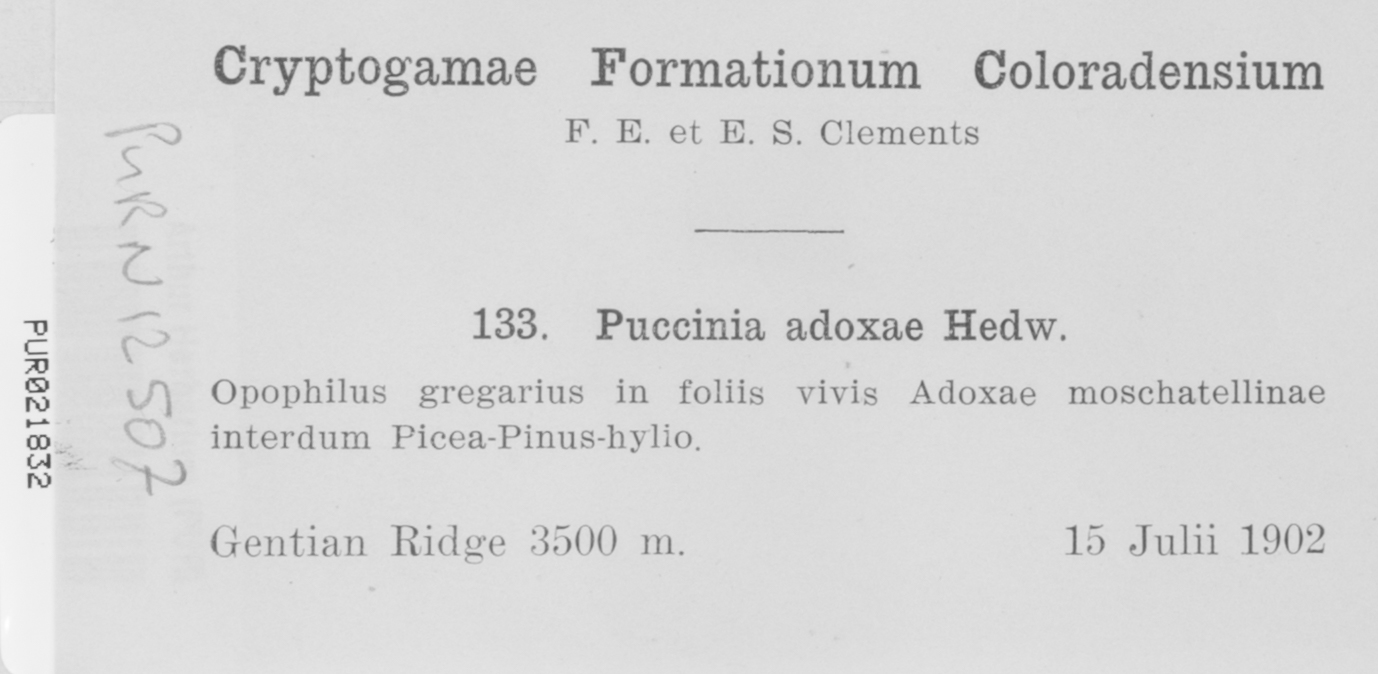 Cryptogamae Formationum Coloradensium
F. E. et E. S. Clements
133. Puccinia adoxae Hedw.
Opophilus gregarius in foliis vivis Adoxae moschatellinae
interdum Picea-Pinus-hylio.
Gentian Ridge 3500 m. 15 Julii 1902
PUR N12507
PUR021832